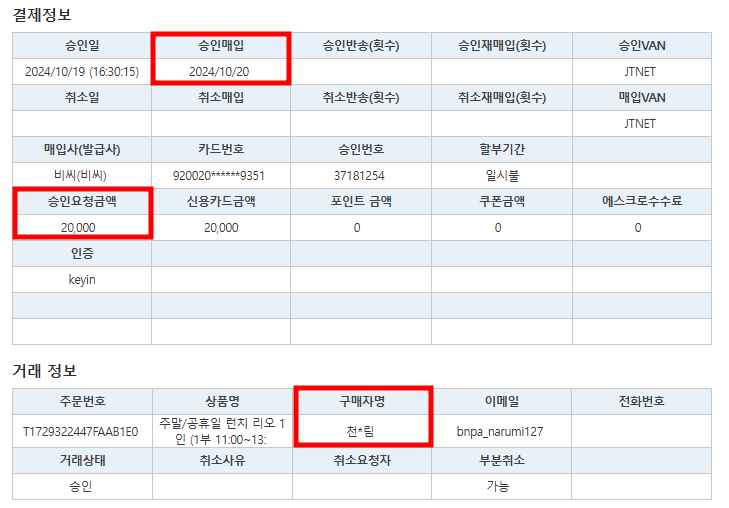 결제정보
승인일 승인매입 승인반송(횟수) 승인재매입(횟수) 승인VAN
2024/10/19 (16:30:15) 2024/10/20 JTNET
취소일 취소매입 취소반송(횟수) 취소재매입(횟수) 매입VAN
JTNET
매입사(발급사) 카드번호 승인번호 할부기간
비씨(비씨) 920020******9351 37181254 일시불
승인요청금액 신용카드금액 포인트 금액 쿠폰금액 에스크로수수료
20,000 20,000 0 0 0
인증
keyin
거래 정보
주문번호 상품명 구매자명 이메일 전화번호
T1729322447FAAB1E0 주말/공휴일 런치 리오 1 천*림 bnpa_narumi127
인 (1부 11:00~13:
거래상태 취소사유 취소요청자 부분취소
승인 가능